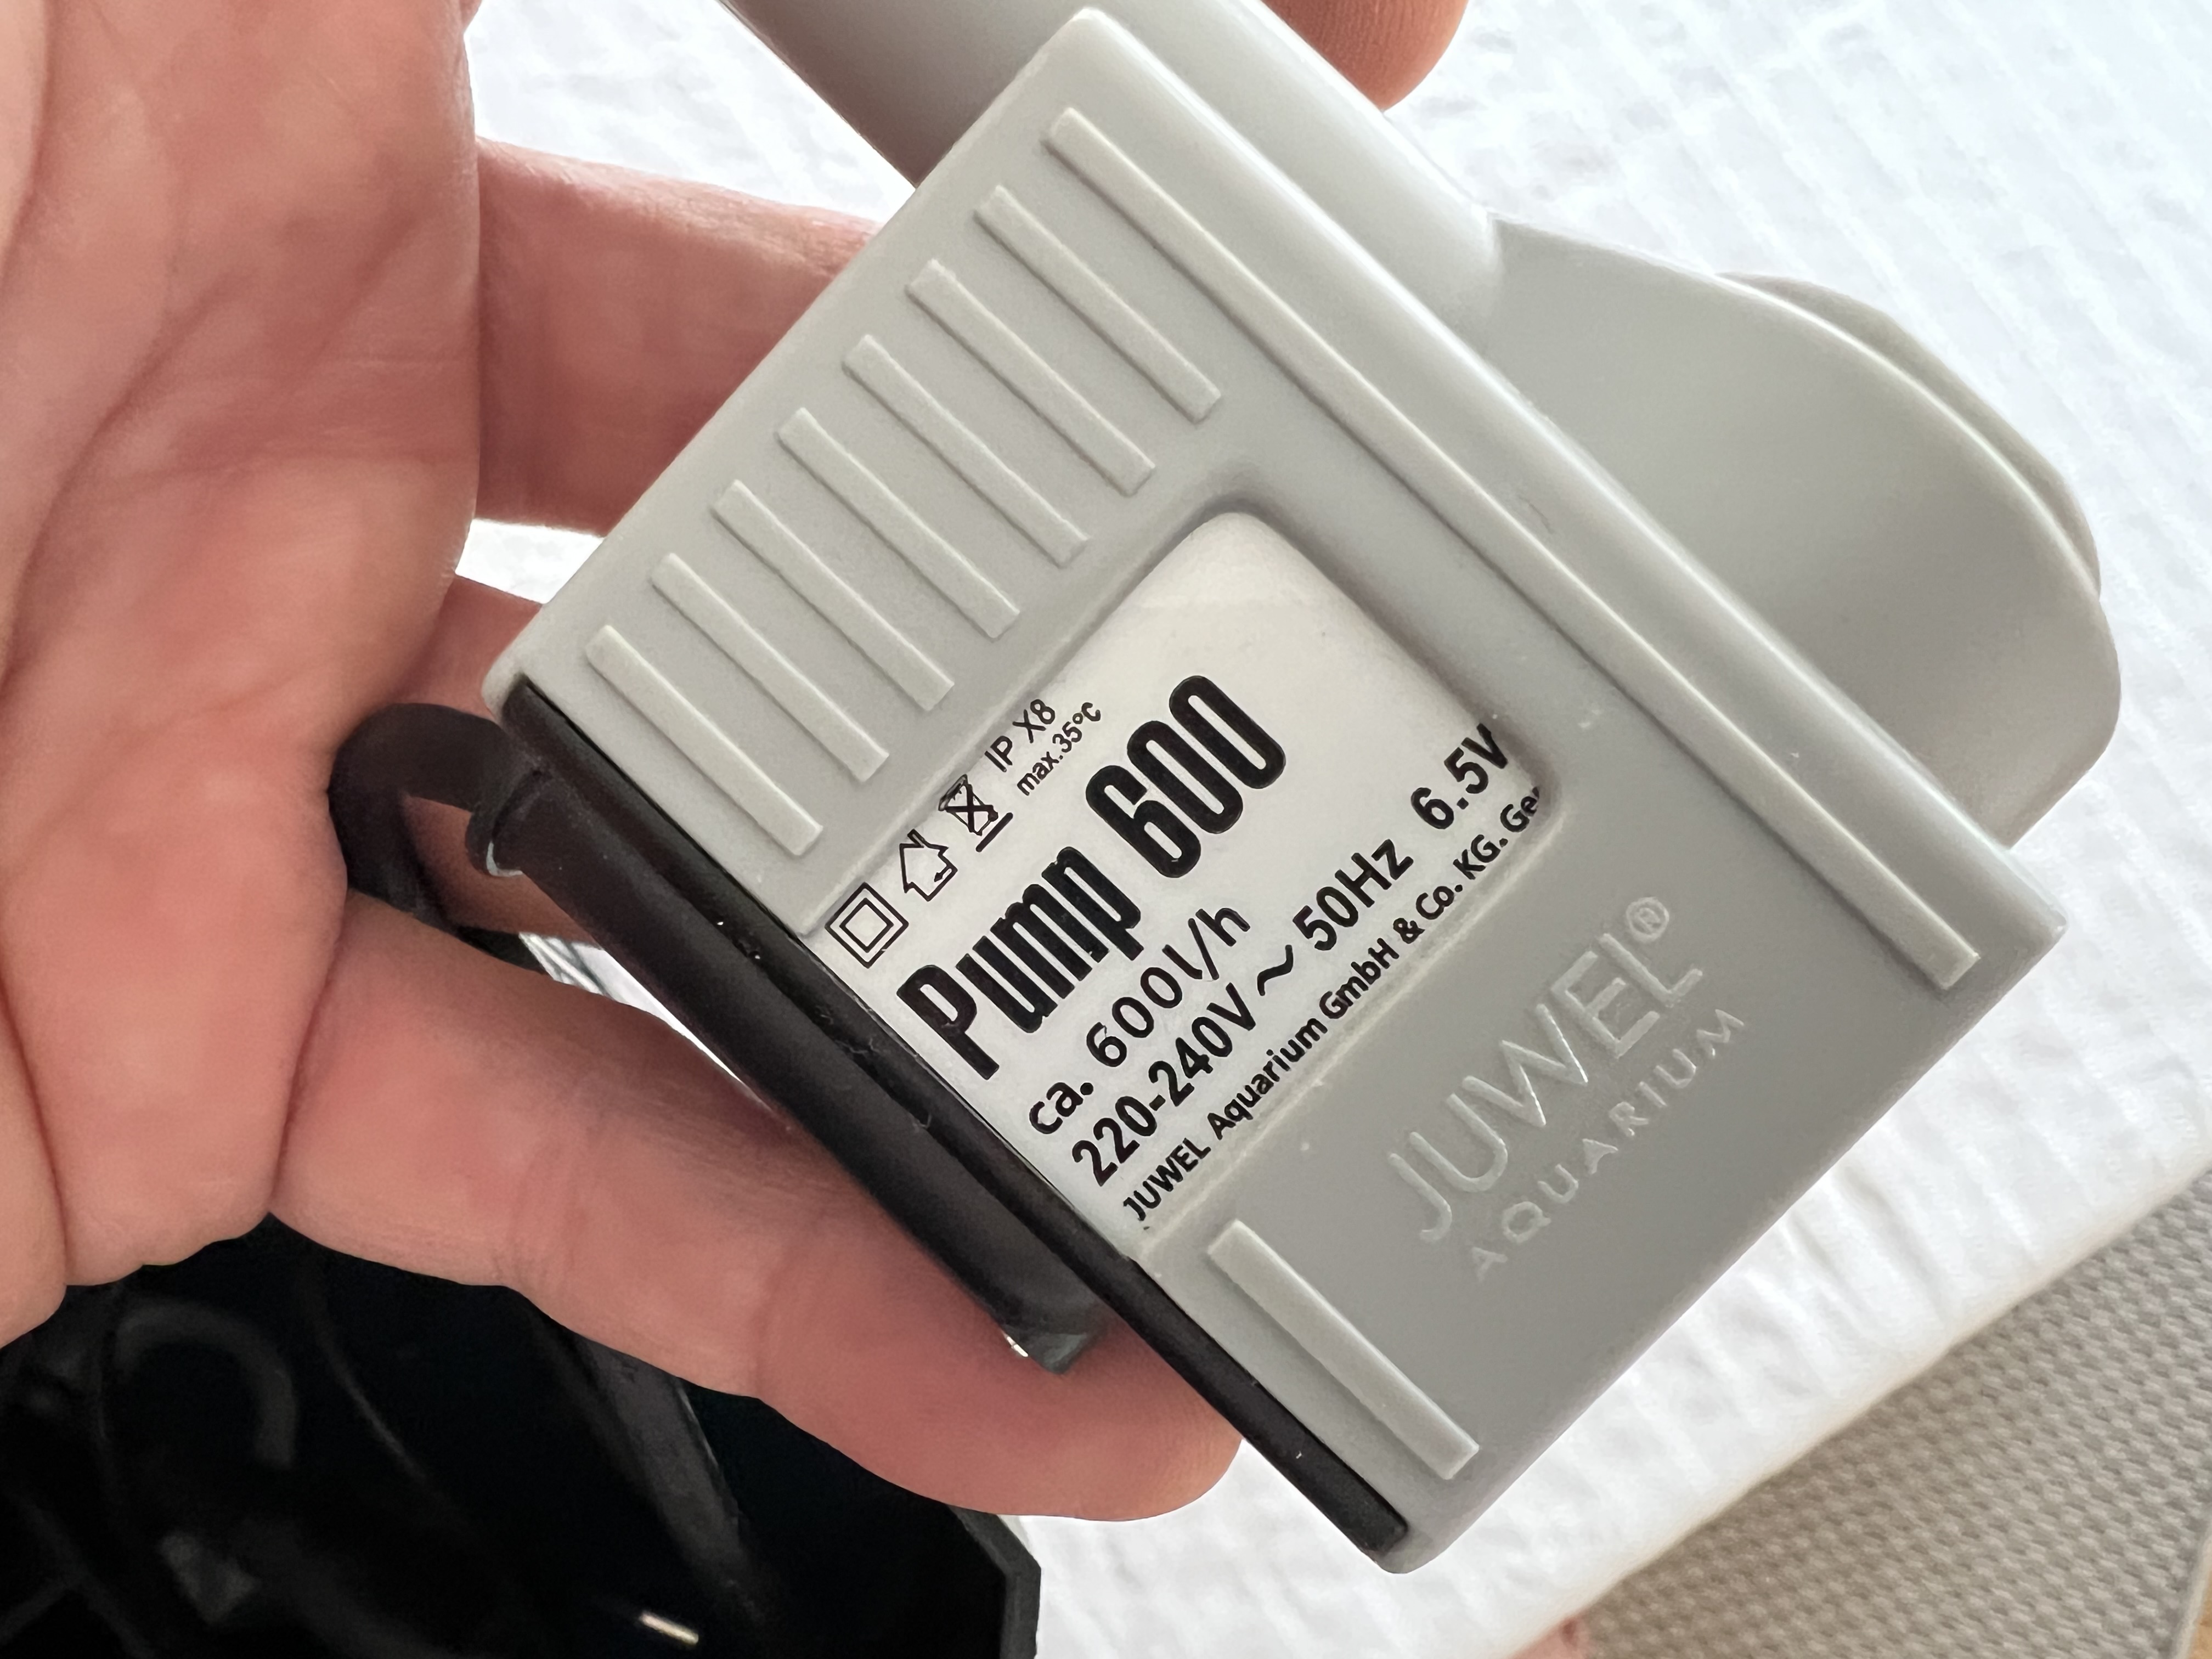 IP X8
max.35°C
Pump 600
ca. 600l/h
220-240V ~ 50Hz 6.5V
JUWEL Aquarium GmbH & Co. KG. Ge
JUWEL®
AQUARIUM